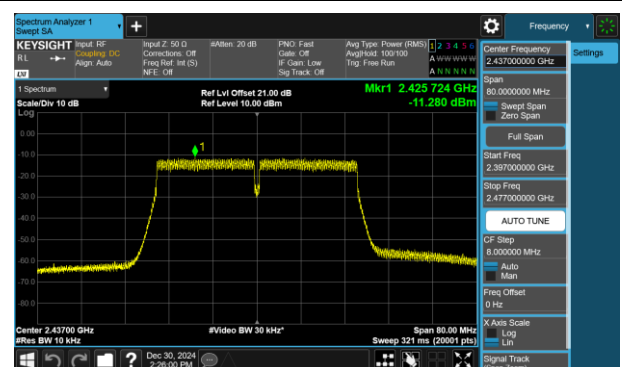 Spectrum Analyzer 1
Swept SA
Frequency
KEYSIGHT
RL
LXI
Input: RF
Coupling: DC
Align: Auto
Input Z: 50 Ω
Corrections: Off
Freq Ref: Int (S)
NFE: Off
#Atten: 20 dB
PNO: Fast
Gate: Off
IF Gain: Low
Sig Track: Off
Avg Type: Power (RMS)
Avg|Hold: 100/100
Trig: Free Run
1 2 3 4 5 6
A W W W W W
A N N N N N
1 Spectrum
Scale/Div 10 dB
Log
Ref Lvl Offset 21.00 dB
Ref Level 10.00 dBm
Mkr1 2.425 724 GHz
-11.280 dBm
1
0.00
-10.0
-20.0
-30.0
-40.0
-50.0
-60.0
-70.0
-80.0
Center 2.43700 GHz
#Res BW 10 kHz
#Video BW 30 kHz*
Span 80.00 MHz
Sweep 321 ms (20001 pts)
Dec 30, 2024
2:26:00 PM
Center Frequency
2.437000000 GHz
Settings
Span
80.0000000 MHz
Swept Span
Zero Span
Full Span
Start Freq
2.397000000 GHz
Stop Freq
2.477000000 GHz
AUTO TUNE
CF Step
8.000000 MHz
Auto
Man
Freq Offset
0 Hz
X Axis Scale
Log
Lin
Signal Track